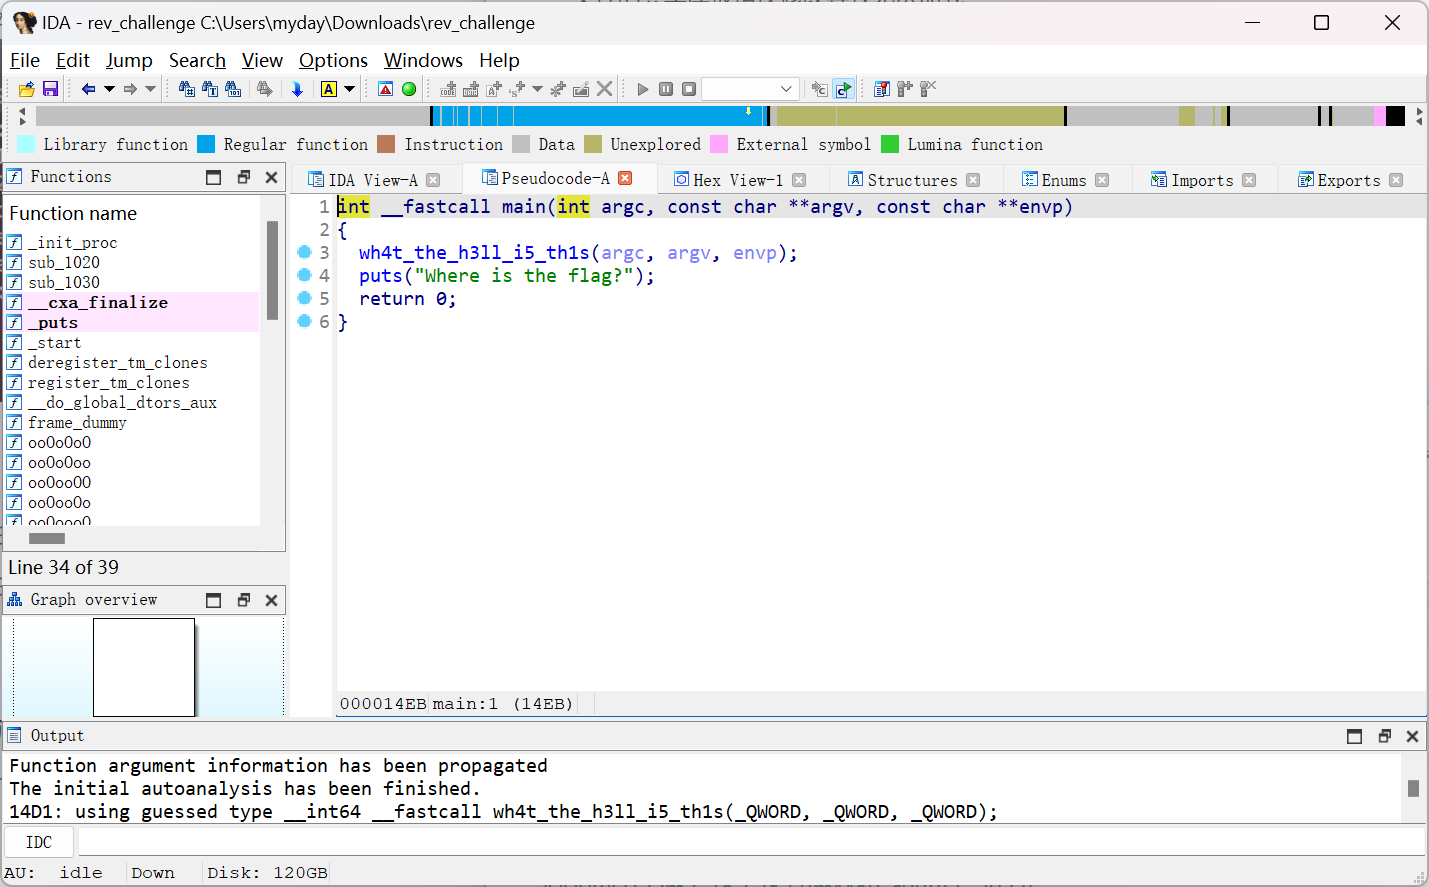 IDA - rev_challenge C:\Users\myday\Downloads\rev_challenge
File Edit Jump Search View Options Windows Help
Library function Regular function Instruction Data Unexplored External symbol Lumina function
Functions
IDA View-A Pseudocode-A Hex View-1 Structures Enums Imports Exports
Function name
_init_proc
sub_1020
sub_1030
__cxa_finalize
_puts
_start
deregister_tm_clones
register_tm_clones
__do_global_dtors_aux
frame_dummy
oo0o0o0
oo0o0oo
oo0oo00
oo0oo0o
oo0ooo0
Line 34 of 39
Graph overview
1 int __fastcall main(int argc, const char **argv, const char **envp)
2 {
3 wh4t_the_h3ll_i5_th1s(argc, argv, envp);
4 puts("Where is the flag?");
5 return 0;
6 }
000014EB main:1 (14EB)
Output
Function argument information has been propagated
The initial autoanalysis has been finished.
14D1: using guessed type __int64 __fastcall wh4t_the_h3ll_i5_th1s(_QWORD, _QWORD, _QWORD);
IDC
AU: idle Down Disk: 120GB